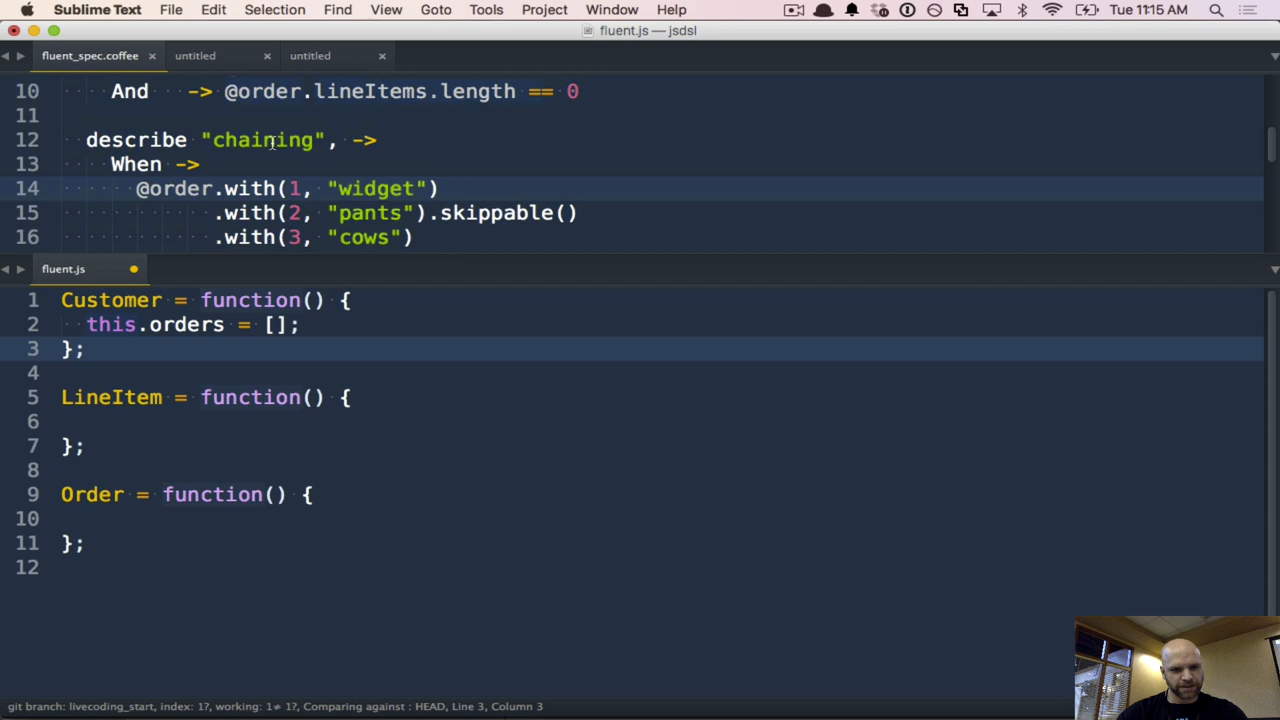 Sublime Text File Edit View Selection Find View Goto Tools Project Window Help Tue 11:15 AM
fluent.js — jsdsl
fluent_spec.coffee × untitled × untitled ×
10 And -> @order.lineItems.length == 0
11
12 describe "chaining", ->
13 When ->
14 @order.with(1, "widget")
15 .with(2, "pants").skippable()
16 .with(3, "cows")
fluent.js
1 Customer = function() {
2 this.orders = [];
3 };
4
5 LineItem = function() {
6
7 };
8
9 Order = function() {
10
11 };
12
git branch: livecoding_start, index: 1?, working: 1≠ 1?, Comparing against : HEAD, Line 3, Column 3